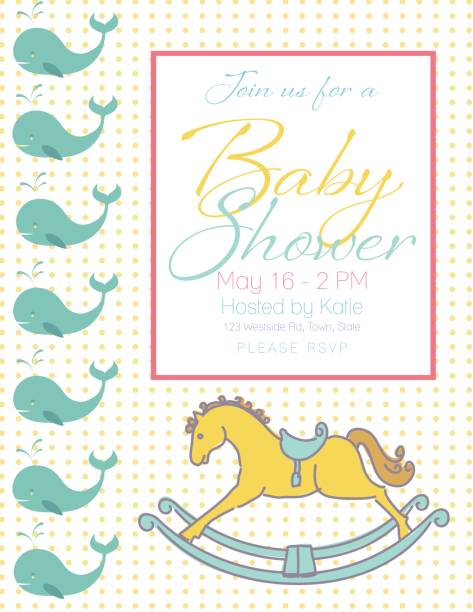 Join us for a
Baby
Shower
May 16 - 2 PM
Hosted by Katie
123 Westside Rd, Town, State
PLEASE RSVP